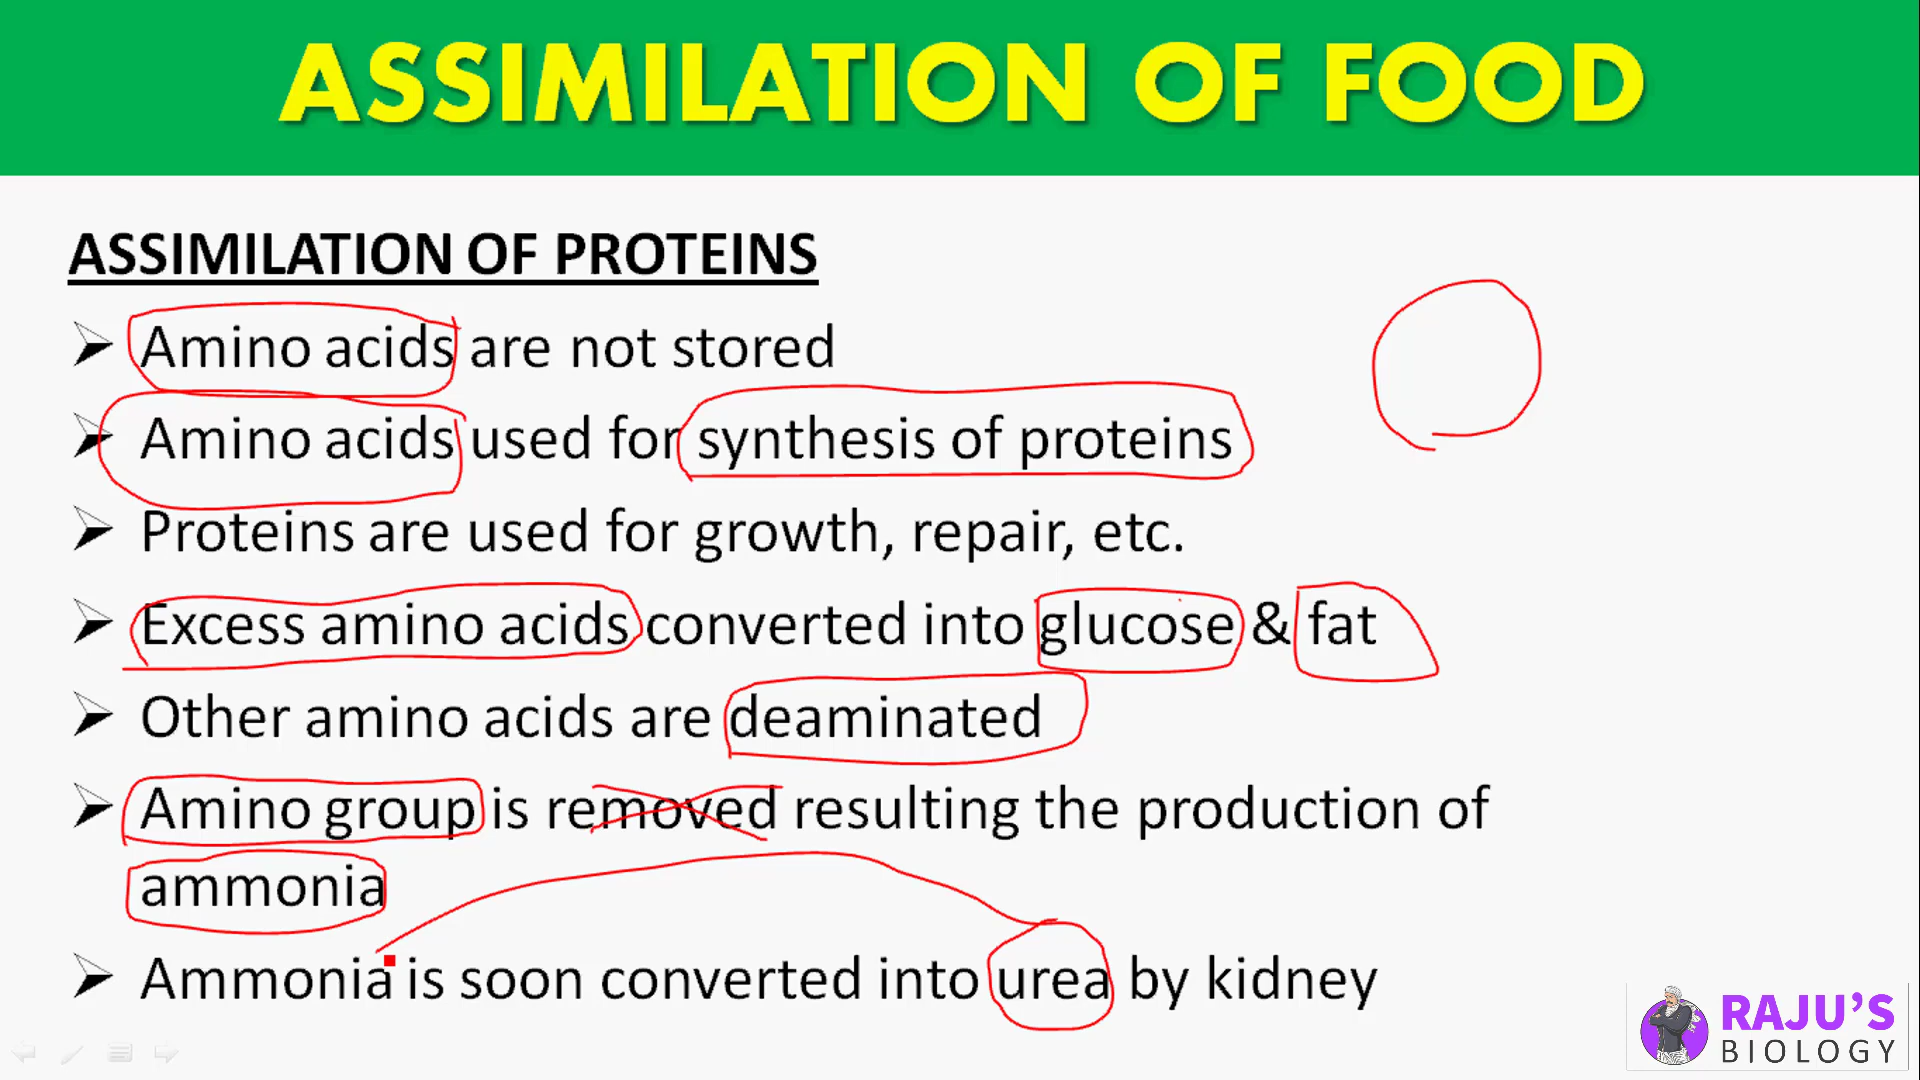 ASSIMILATION OF FOOD
ASSIMILATION OF PROTEINS
Amino acids are not stored
Amino acids used for synthesis of proteins
Proteins are used for growth, repair, etc.
Excess amino acids converted into glucose & fat
Other amino acids are deaminated
Amino group is removed resulting the production of
ammonia
Ammonia is soon converted into urea by kidney
RAJU'S
BIOLOGY